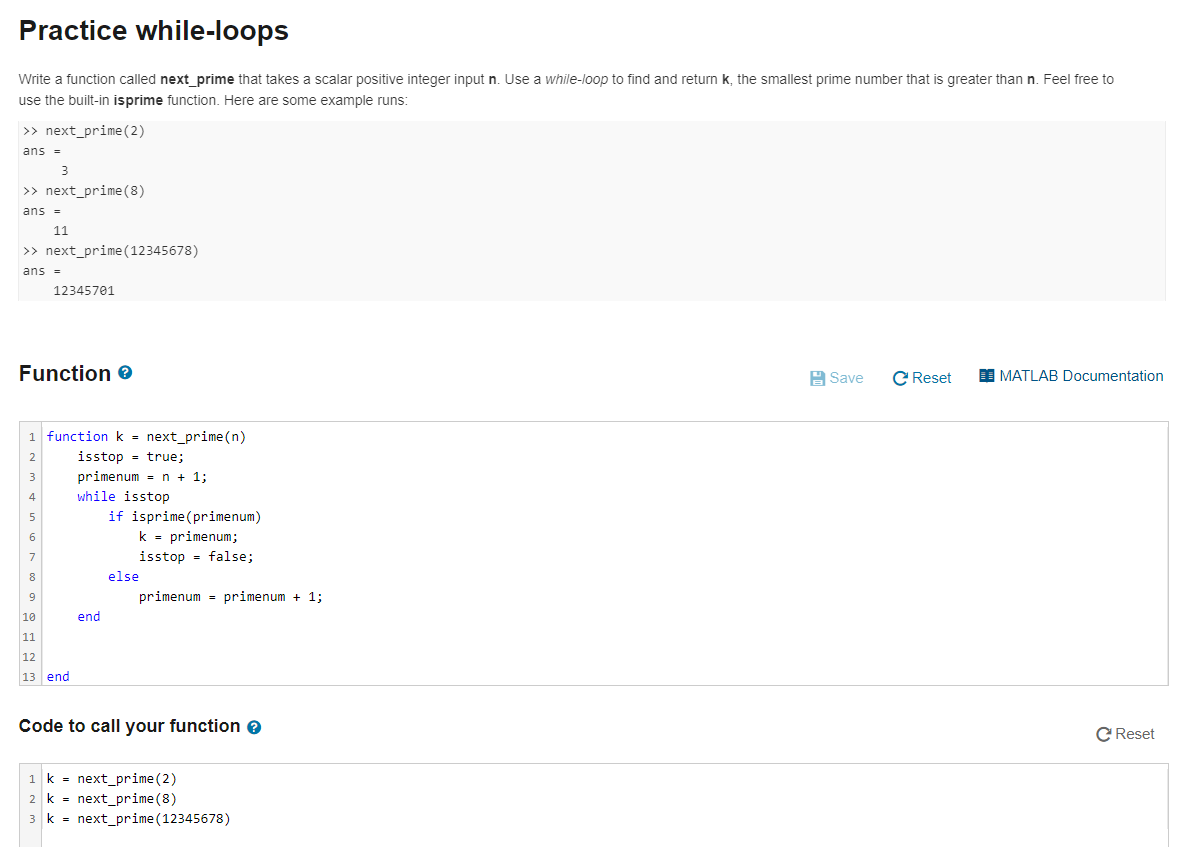 Practice while-loops
Write a function called next_prime that takes a scalar positive integer input n. Use a while-loop to find and return k, the smallest prime number that is greater than n. Feel free to
use the built-in isprime function. Here are some example runs:
>> next_prime(2)
ans =
     3
>> next_prime(8)
ans =
    11
>> next_prime(12345678)
ans =
    12345701
Function ?
Save Reset MATLAB Documentation
1 function k = next_prime(n)
2     isstop = true;
3     primenum = n + 1;
4     while isstop
5         if isprime(primenum)
6             k = primenum;
7             isstop = false;
8         else
9             primenum = primenum + 1;
10     end
11
12
13 end
Code to call your function ?
Reset
1 k = next_prime(2)
2 k = next_prime(8)
3 k = next_prime(12345678)